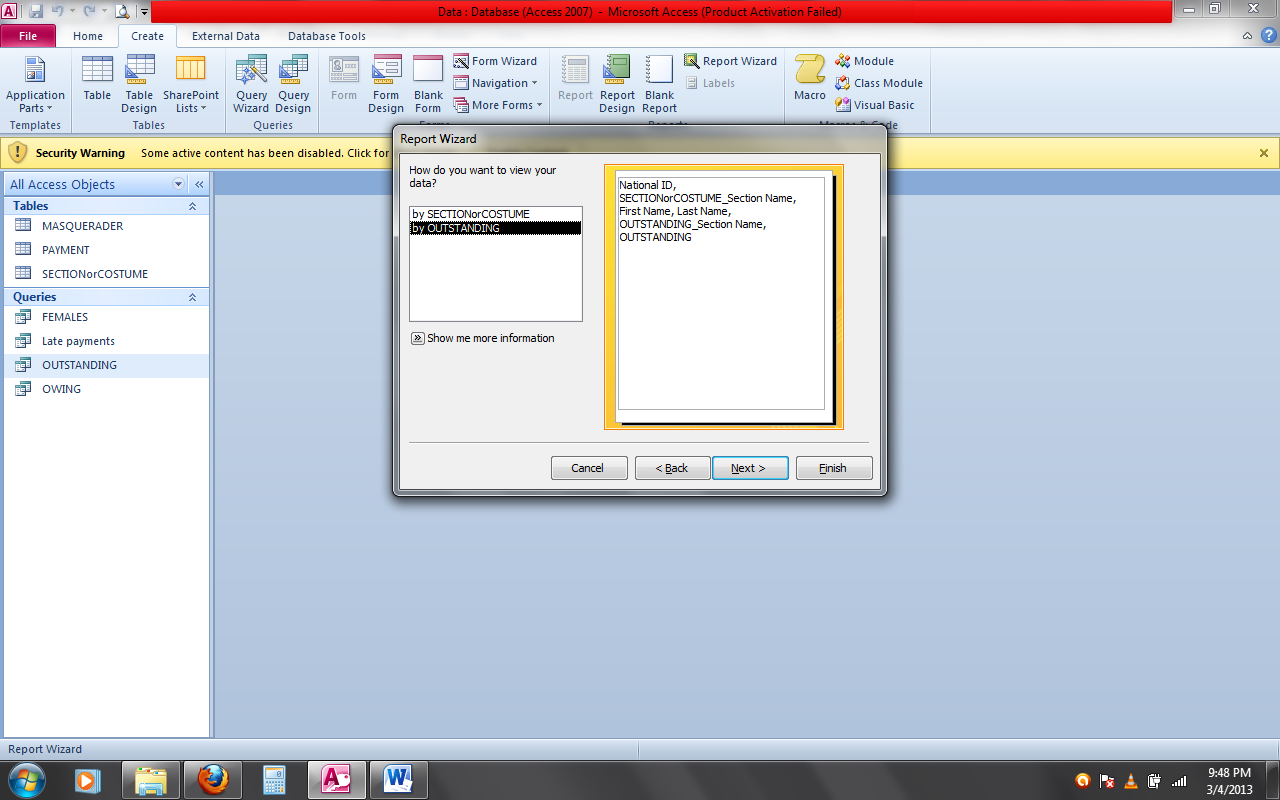 Data : Database (Access 2007) - Microsoft Access (Product Activation Failed)
File Home Create External Data Database Tools
Application Parts
Table
Table Design
SharePoint Lists
Query Wizard
Query Design
Form
Form Design
Blank Form
Form Wizard
Navigation
More Forms
Report
Report Design
Blank Report
Report Wizard
Labels
Macro
Module
Class Module
Visual Basic
Templates
Tables
Queries
Security Warning Some active content has been disabled. Click for
All Access Objects
Tables
MASQUERADER
PAYMENT
SECTIONorCOSTUME
Queries
FEMALES
Late payments
OUTSTANDING
OWING
Report Wizard
How do you want to view your
data?
by SECTIONorCOSTUME
by OUTSTANDING
Show me more information
National ID,
SECTIONorCOSTUME_Section Name,
First Name, Last Name,
OUTSTANDING_Section Name,
OUTSTANDING
Cancel
< Back
Next >
Finish
Report Wizard
9:48 PM
3/4/2013